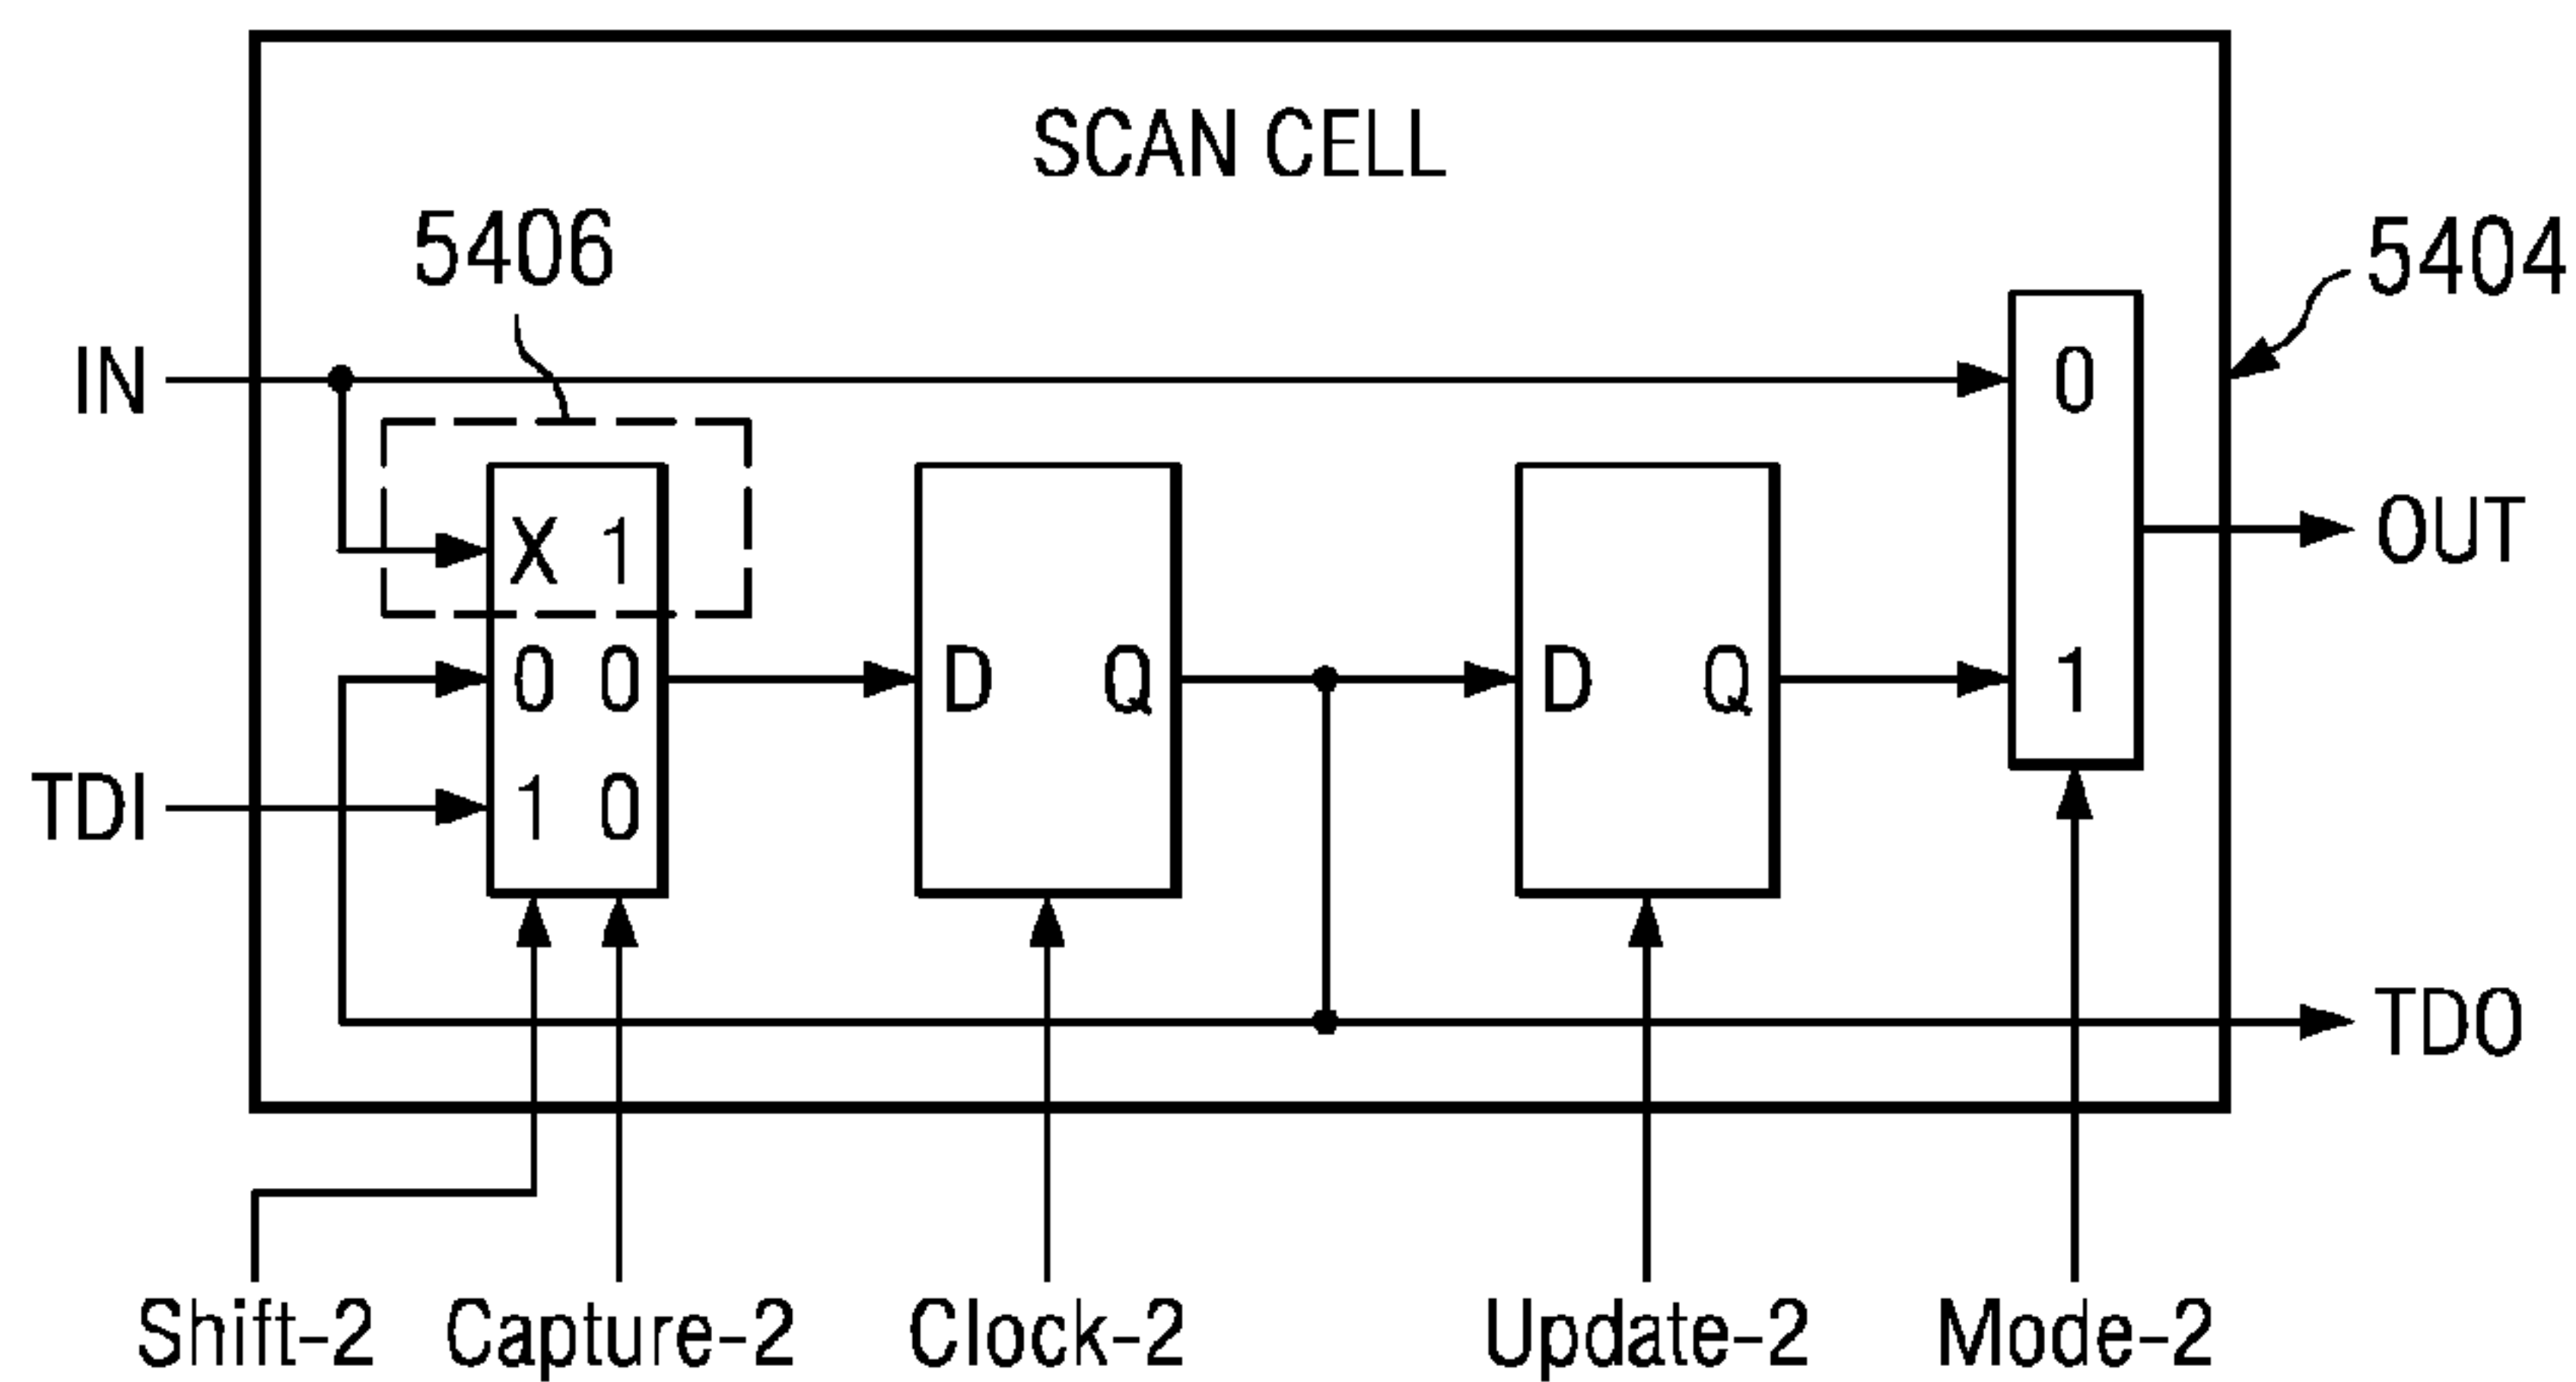 SCAN CELL
5406
5404
IN
0
X 1
OUT
0 0
D Q
D Q
1
TDI
1 0
TDO
Shift-2
Capture-2
Clock-2
Update-2
Mode-2